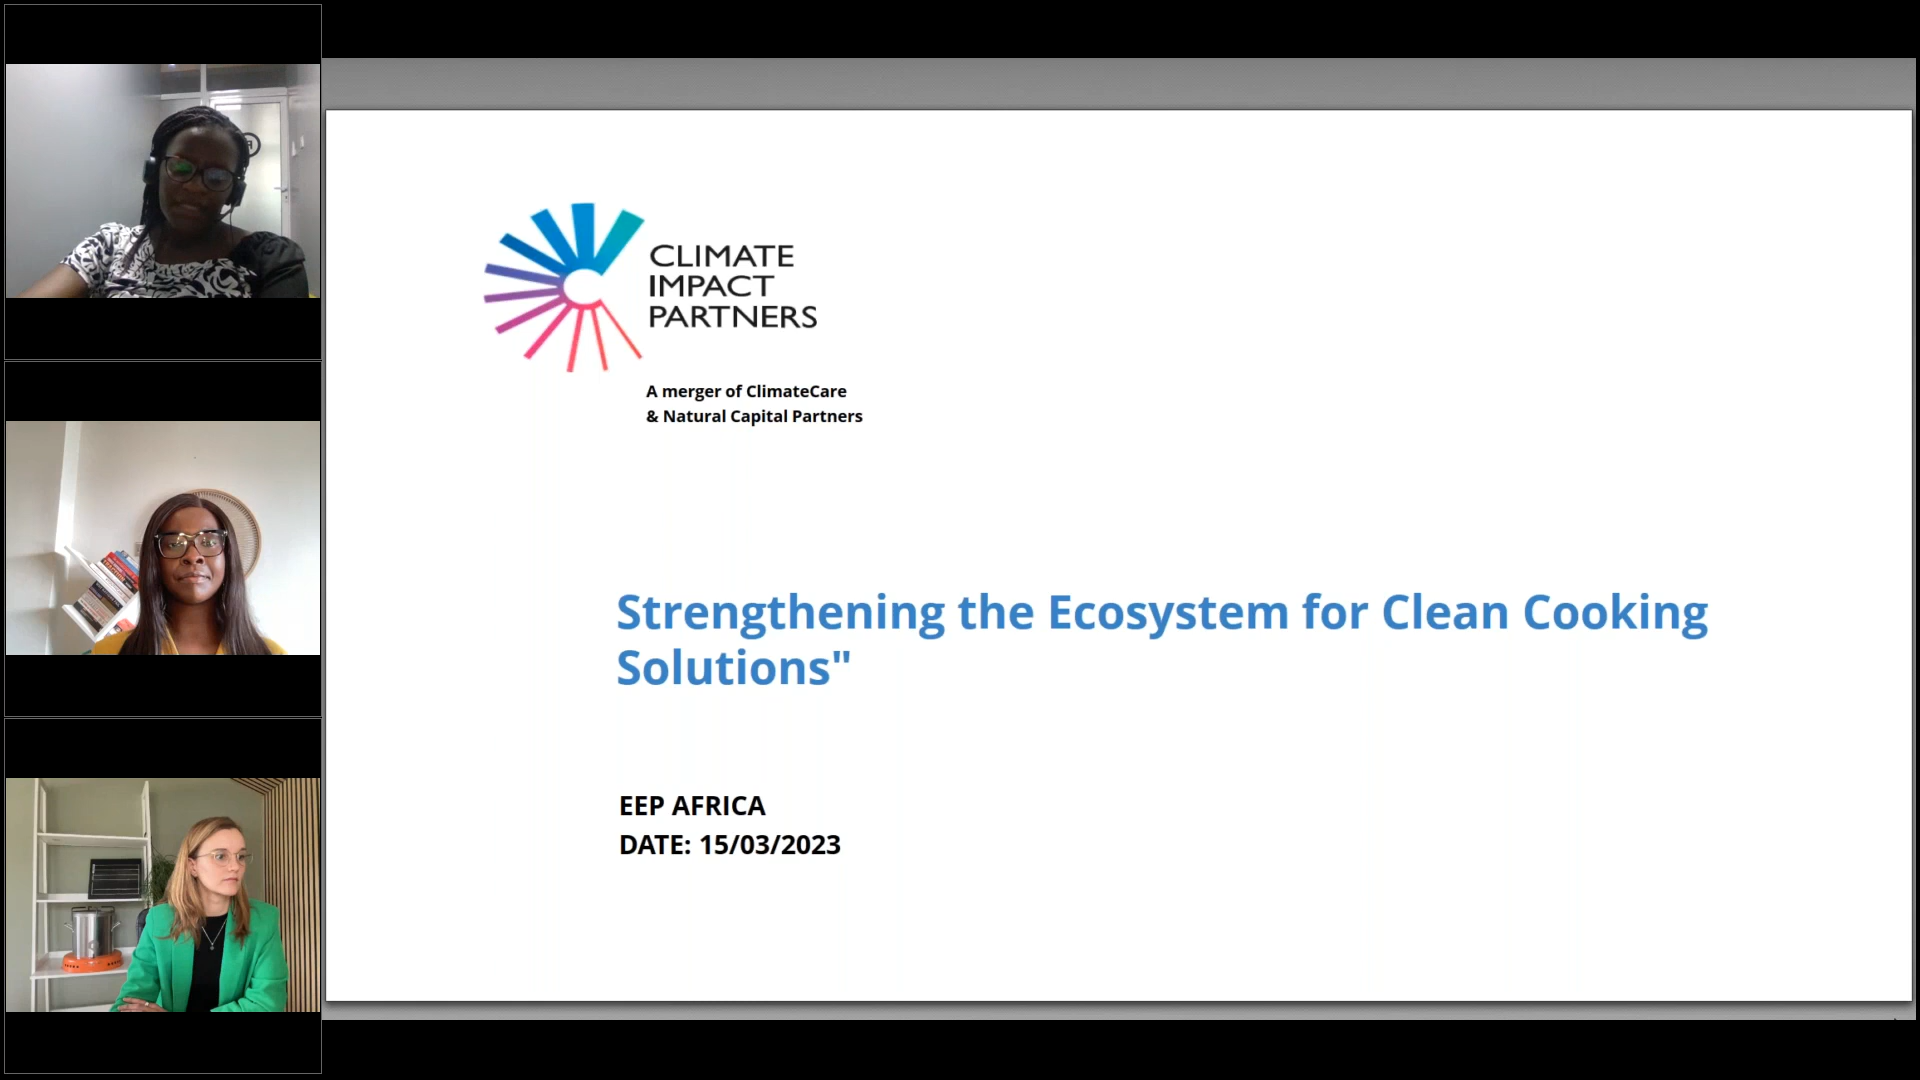 CLIMATE
IMPACT
PARTNERS
A merger of ClimateCare
& Natural Capital Partners
Strengthening the Ecosystem for Clean Cooking
Solutions"
EEP AFRICA
DATE: 15/03/2023